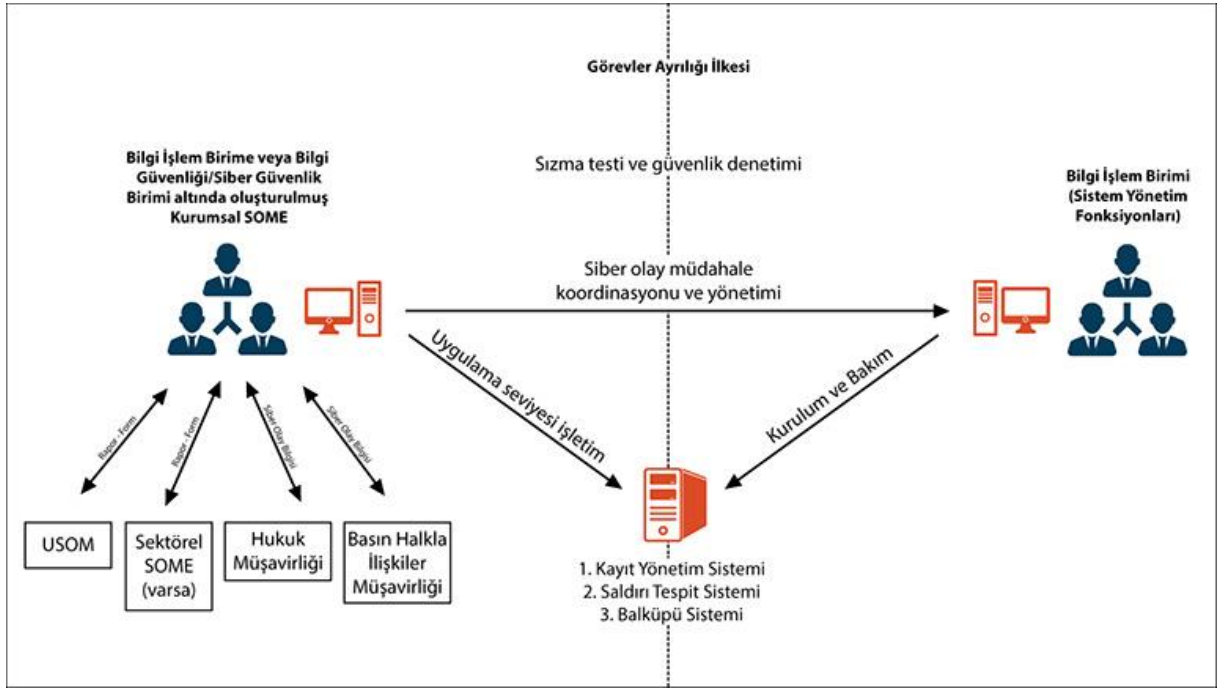 Görevler Ayrılığı İlkesi
Sızma testi ve güvenlik denetimi
Bilgi İşlem Birime veya Bilgi
Güvenliği/Siber Güvenlik
Birimi altında oluşturulmuş
Kurumsal SOME
Bilgi İşlem Birimi
(Sistem Yönetim
Fonksiyonları)
Siber olay müdahale
koordinasyonu ve yönetimi
Uygulama seviyesi işletim
Kurulum ve Bakım
Rapor - Form
Rapor - Form
Siber Olay Bilgisi
Siber Olay Bilgisi
USOM
Sektörel
SOME
(varsa)
Hukuk
Müşavirliği
Basın Halkla
İlişkiler
Müşavirliği
1. Kayıt Yönetim Sistemi
2. Saldırı Tespit Sistemi
3. Balküpü Sistemi